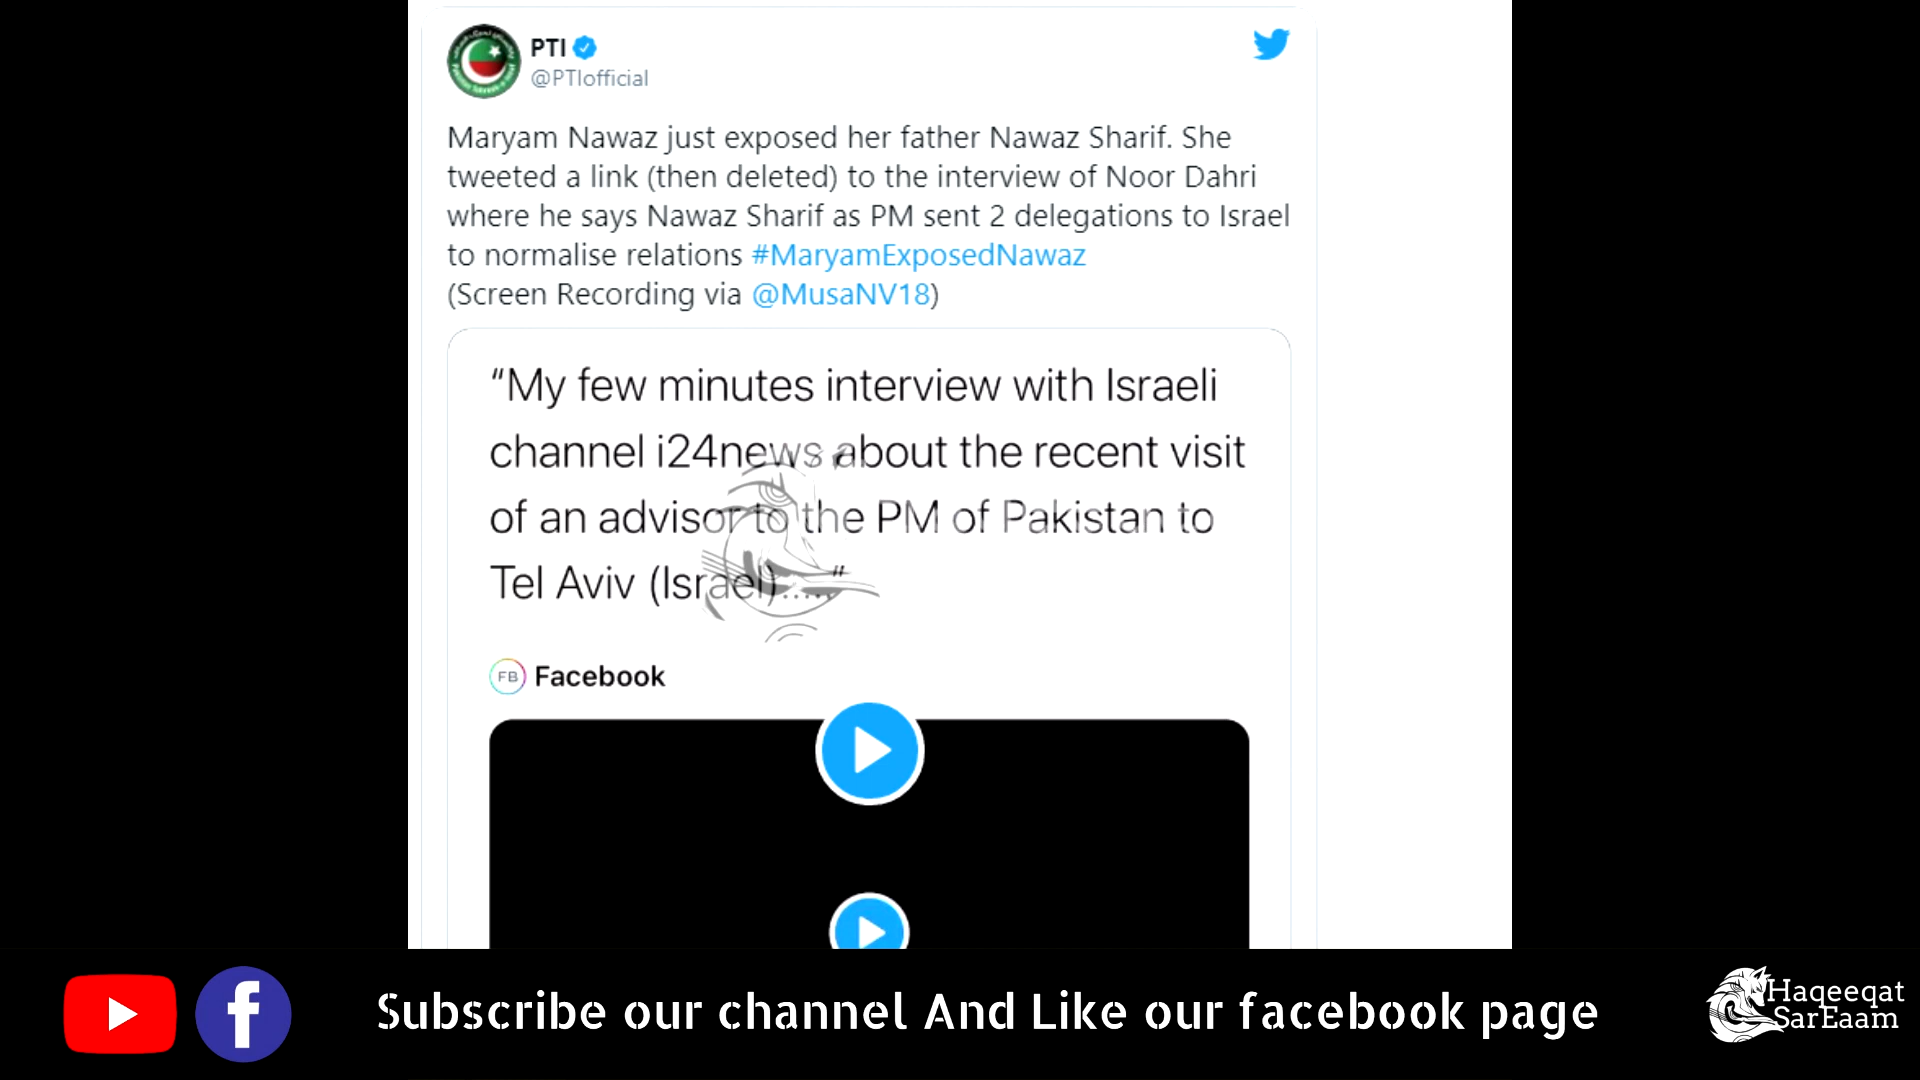 PTI
@PTIofficial
Maryam Nawaz just exposed her father Nawaz Sharif. She
tweeted a link (then deleted) to the interview of Noor Dahri
where he says Nawaz Sharif as PM sent 2 delegations to Israel
to normalise relations #MaryamExposedNawaz
(Screen Recording via @MusaNV18)
“My few minutes interview with Israeli
channel i24news about the recent visit
of an advisor to the PM of Pakistan to
Tel Aviv (Israel).....“
FB Facebook
Subscribe our channel And Like our facebook page
Haqeeqat
SarEaam